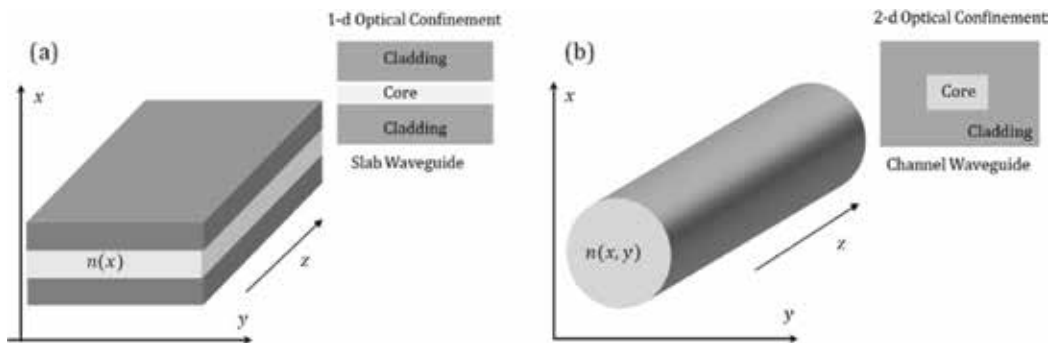 (a)
1-d Optical Confinement
Cladding
Core
Cladding
Slab Waveguide
x
n(x)
z
y
(b)
2-d Optical Confinement
Core
Cladding
Channel Waveguide
x
n(x, y)
z
y